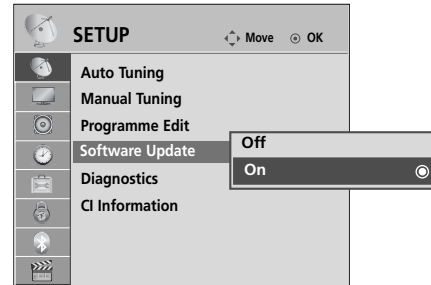 SETUP
Move OK
Auto Tuning
Manual Tuning
Programme Edit
Software Update
Off
On
Diagnostics
CI Information